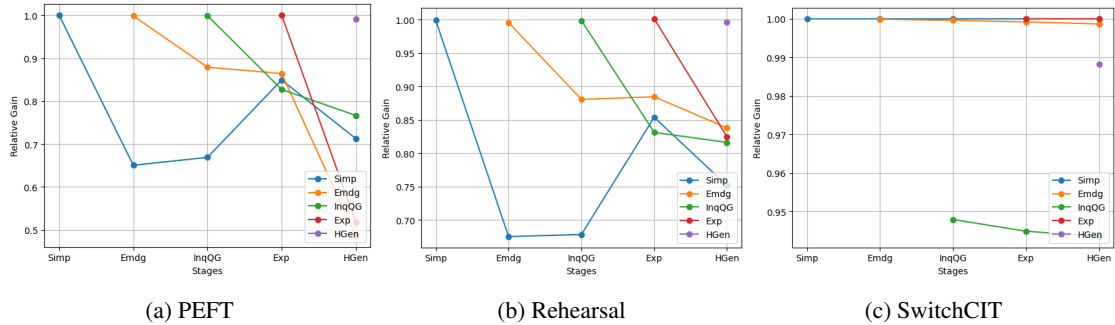 1.0
0.9
0.8
0.7
0.6
0.5
Relative Gain
Simp
Emdg
InqQG
Exp
HGen
Simp Emdg InqQG Exp HGen
Stages
(a) PEFT
1.00
0.95
0.90
0.85
0.80
0.75
0.70
Relative Gain
Simp
Emdg
InqQG
Exp
HGen
Simp Emdg InqQG Exp HGen
Stages
(b) Rehearsal
1.00
0.99
0.98
0.97
0.96
0.95
Relative Gain
Simp
Emdg
InqQG
Exp
HGen
Simp Emdg InqQG Exp HGen
Stages
(c) SwitchCIT